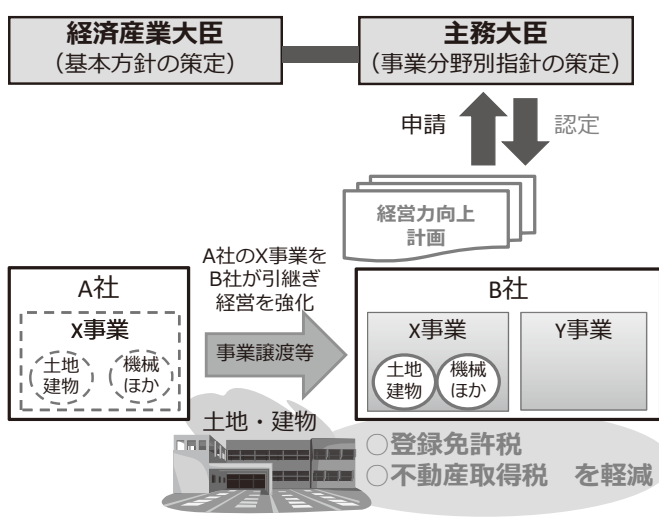 経済産業大臣
（基本方針の策定）
主務大臣
（事業分野別指針の策定）
申請
認定
経営力向上
計画
A社のX事業を
B社が引継ぎ
経営を強化
事業譲渡等
A社
X事業
土地
建物
機械
ほか
B社
X事業
土地
建物
機械
ほか
Y事業
土地・建物
○登録免許税
○不動産取得税　を軽減